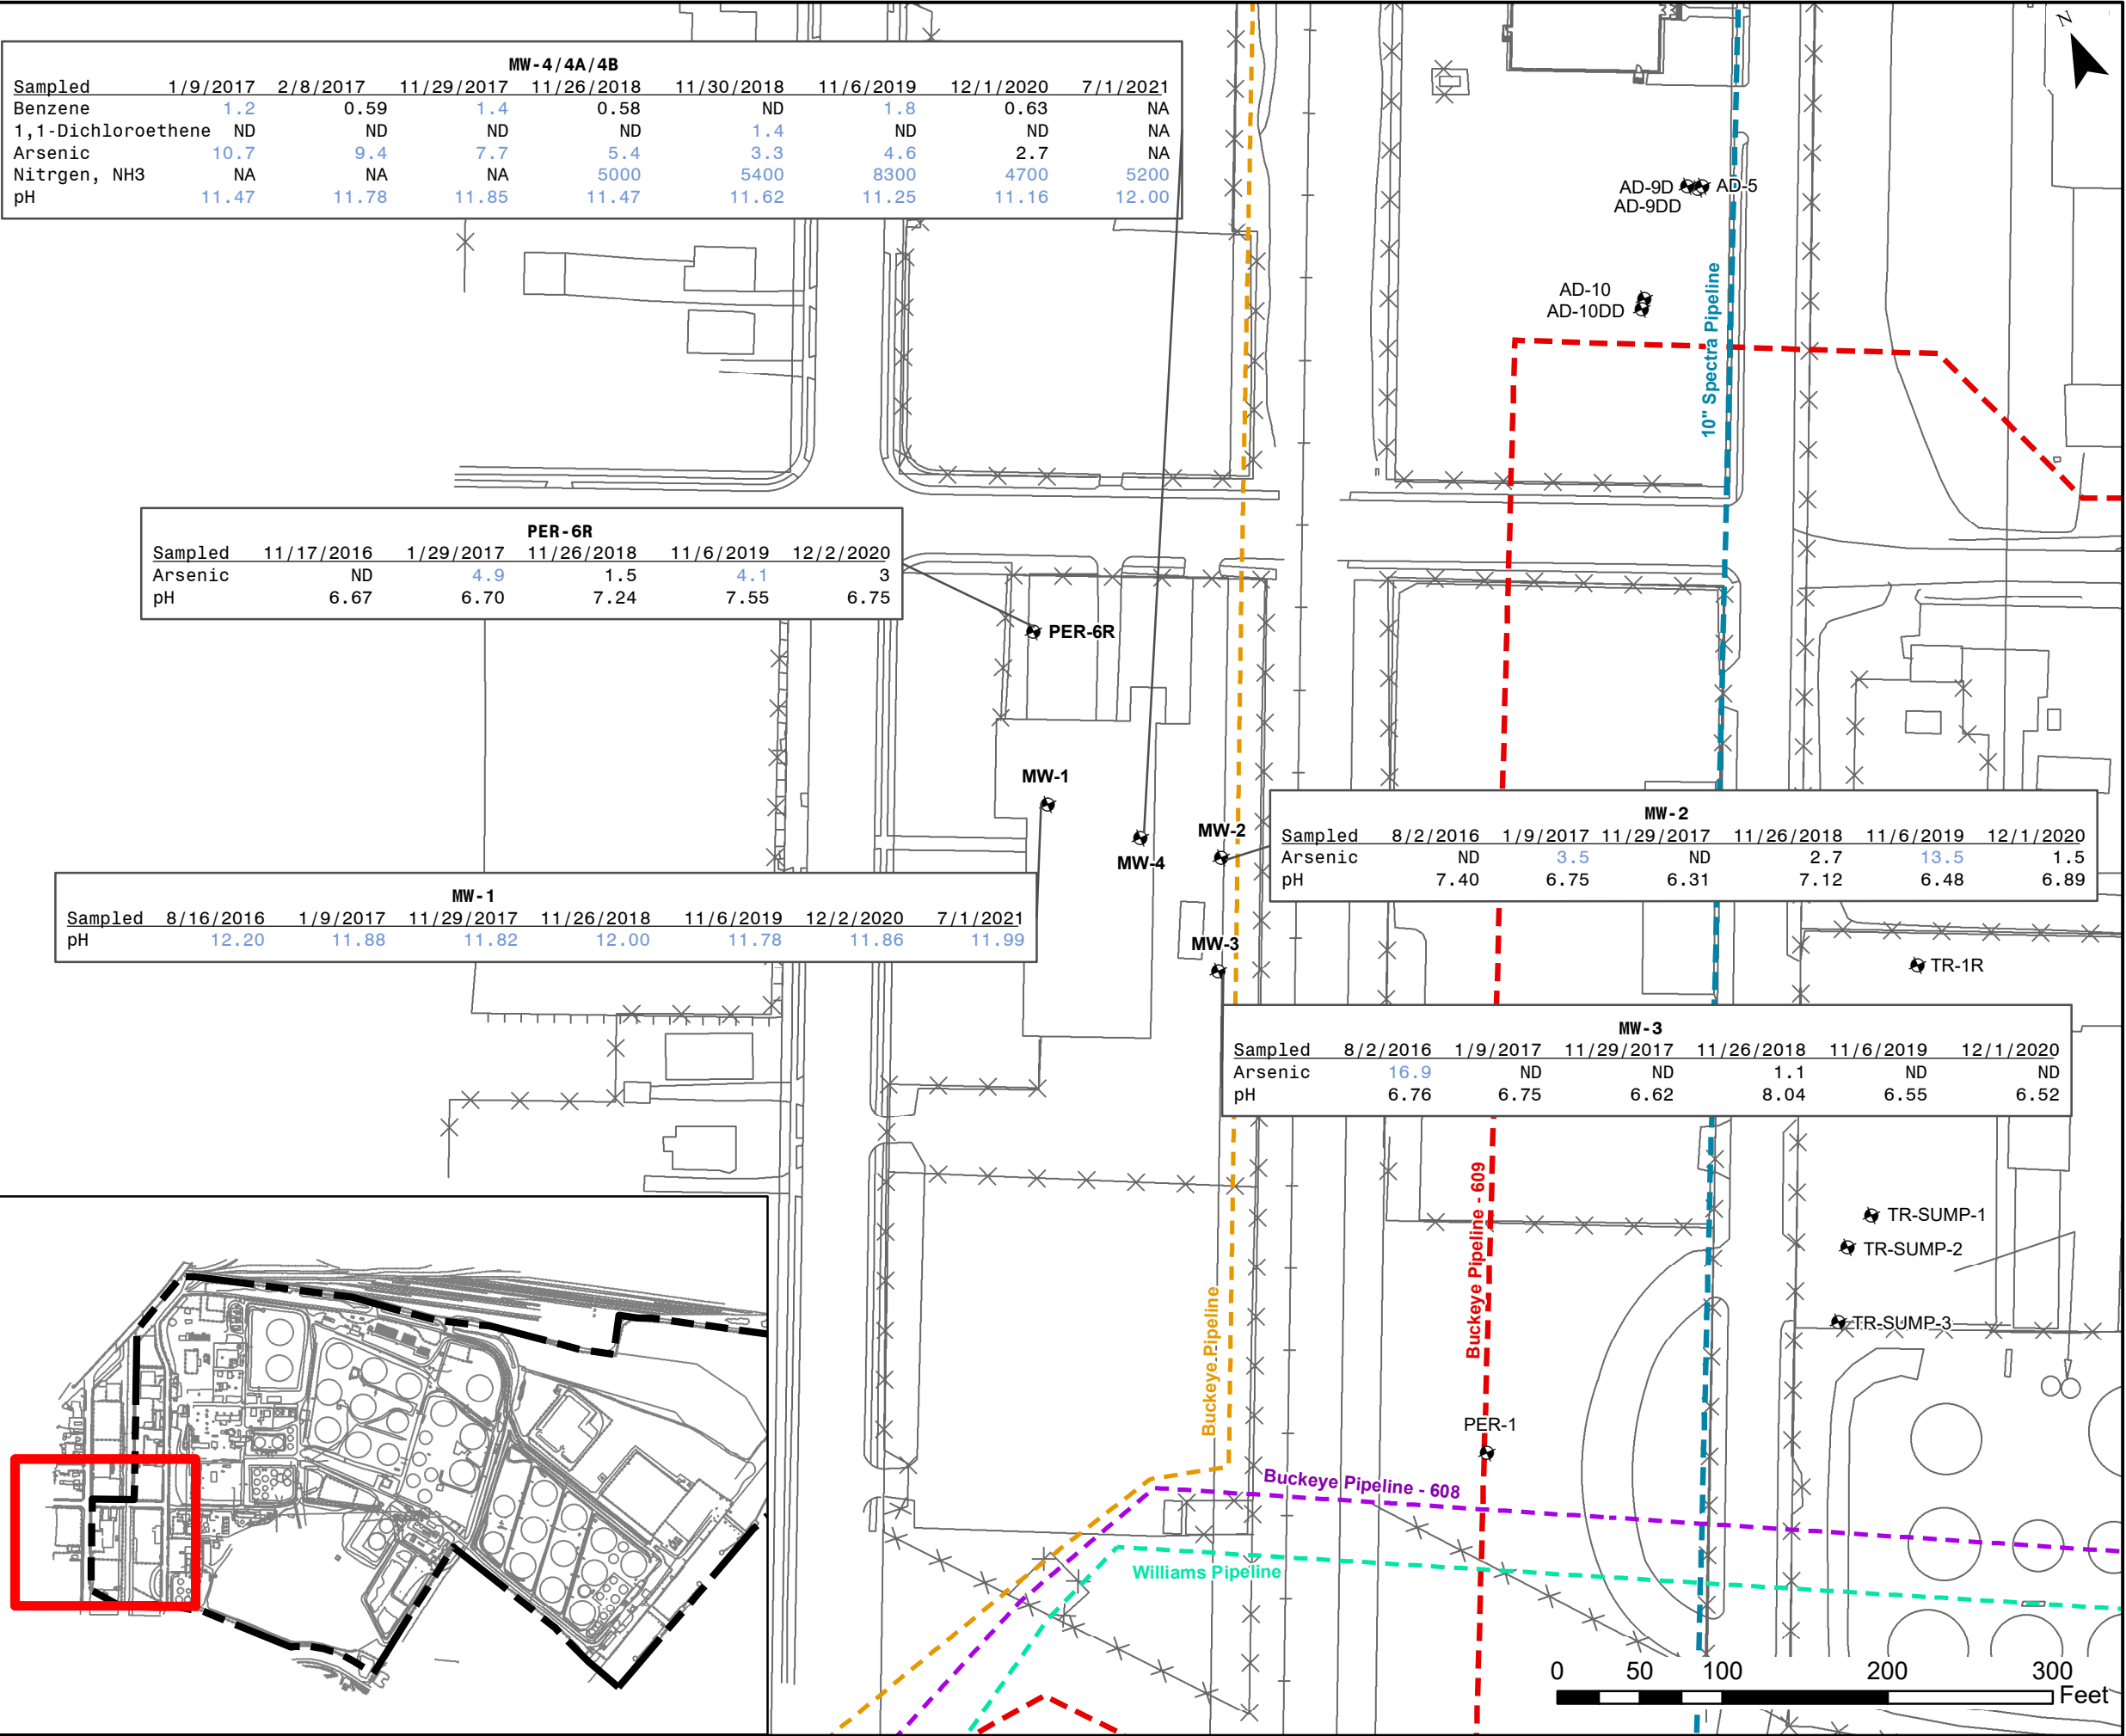 N
MW-4/4A/4B
Sampled 1/9/2017 2/8/2017 11/29/2017 11/26/2018 11/30/2018 11/6/2019 12/1/2020 7/1/2021
Benzene 1.2 0.59 1.4 0.58 ND 1.8 0.63 NA
1,1-Dichloroethene ND ND ND ND 1.4 ND ND NA
Arsenic 10.7 9.4 7.7 5.4 3.3 4.6 2.7 NA
Nitrgen, NH3 NA NA NA 5000 5400 8300 4700 5200
pH 11.47 11.78 11.85 11.47 11.62 11.25 11.16 12.00
AD-9D AD-5
AD-9DD
AD-10
AD-10DD
10" Spectra Pipeline
PER-6R
Sampled 11/17/2016 1/29/2017 11/26/2018 11/6/2019 12/2/2020
Arsenic ND 4.9 1.5 4.1 3
pH 6.67 6.70 7.24 7.55 6.75
PER-6R
MW-1
MW-4
MW-2
MW-2
Sampled 8/2/2016 1/9/2017 11/29/2017 11/26/2018 11/6/2019 12/1/2020
Arsenic ND 3.5 ND 2.7 13.5 1.5
pH 7.40 6.75 6.31 7.12 6.48 6.89
MW-1
Sampled 8/16/2016 1/9/2017 11/29/2017 11/26/2018 11/6/2019 12/2/2020 7/1/2021
pH 12.20 11.88 11.82 12.00 11.78 11.86 11.99
MW-3
TR-1R
MW-3
Sampled 8/2/2016 1/9/2017 11/29/2017 11/26/2018 11/6/2019 12/1/2020
Arsenic 16.9 ND ND 1.1 ND ND
pH 6.76 6.75 6.62 8.04 6.55 6.52
TR-SUMP-1
TR-SUMP-2
TR-SUMP-3
Buckeye Pipeline - 609
Buckeye Pipeline
PER-1
Buckeye Pipeline - 608
Williams Pipeline
0 50 100 200 300
Feet